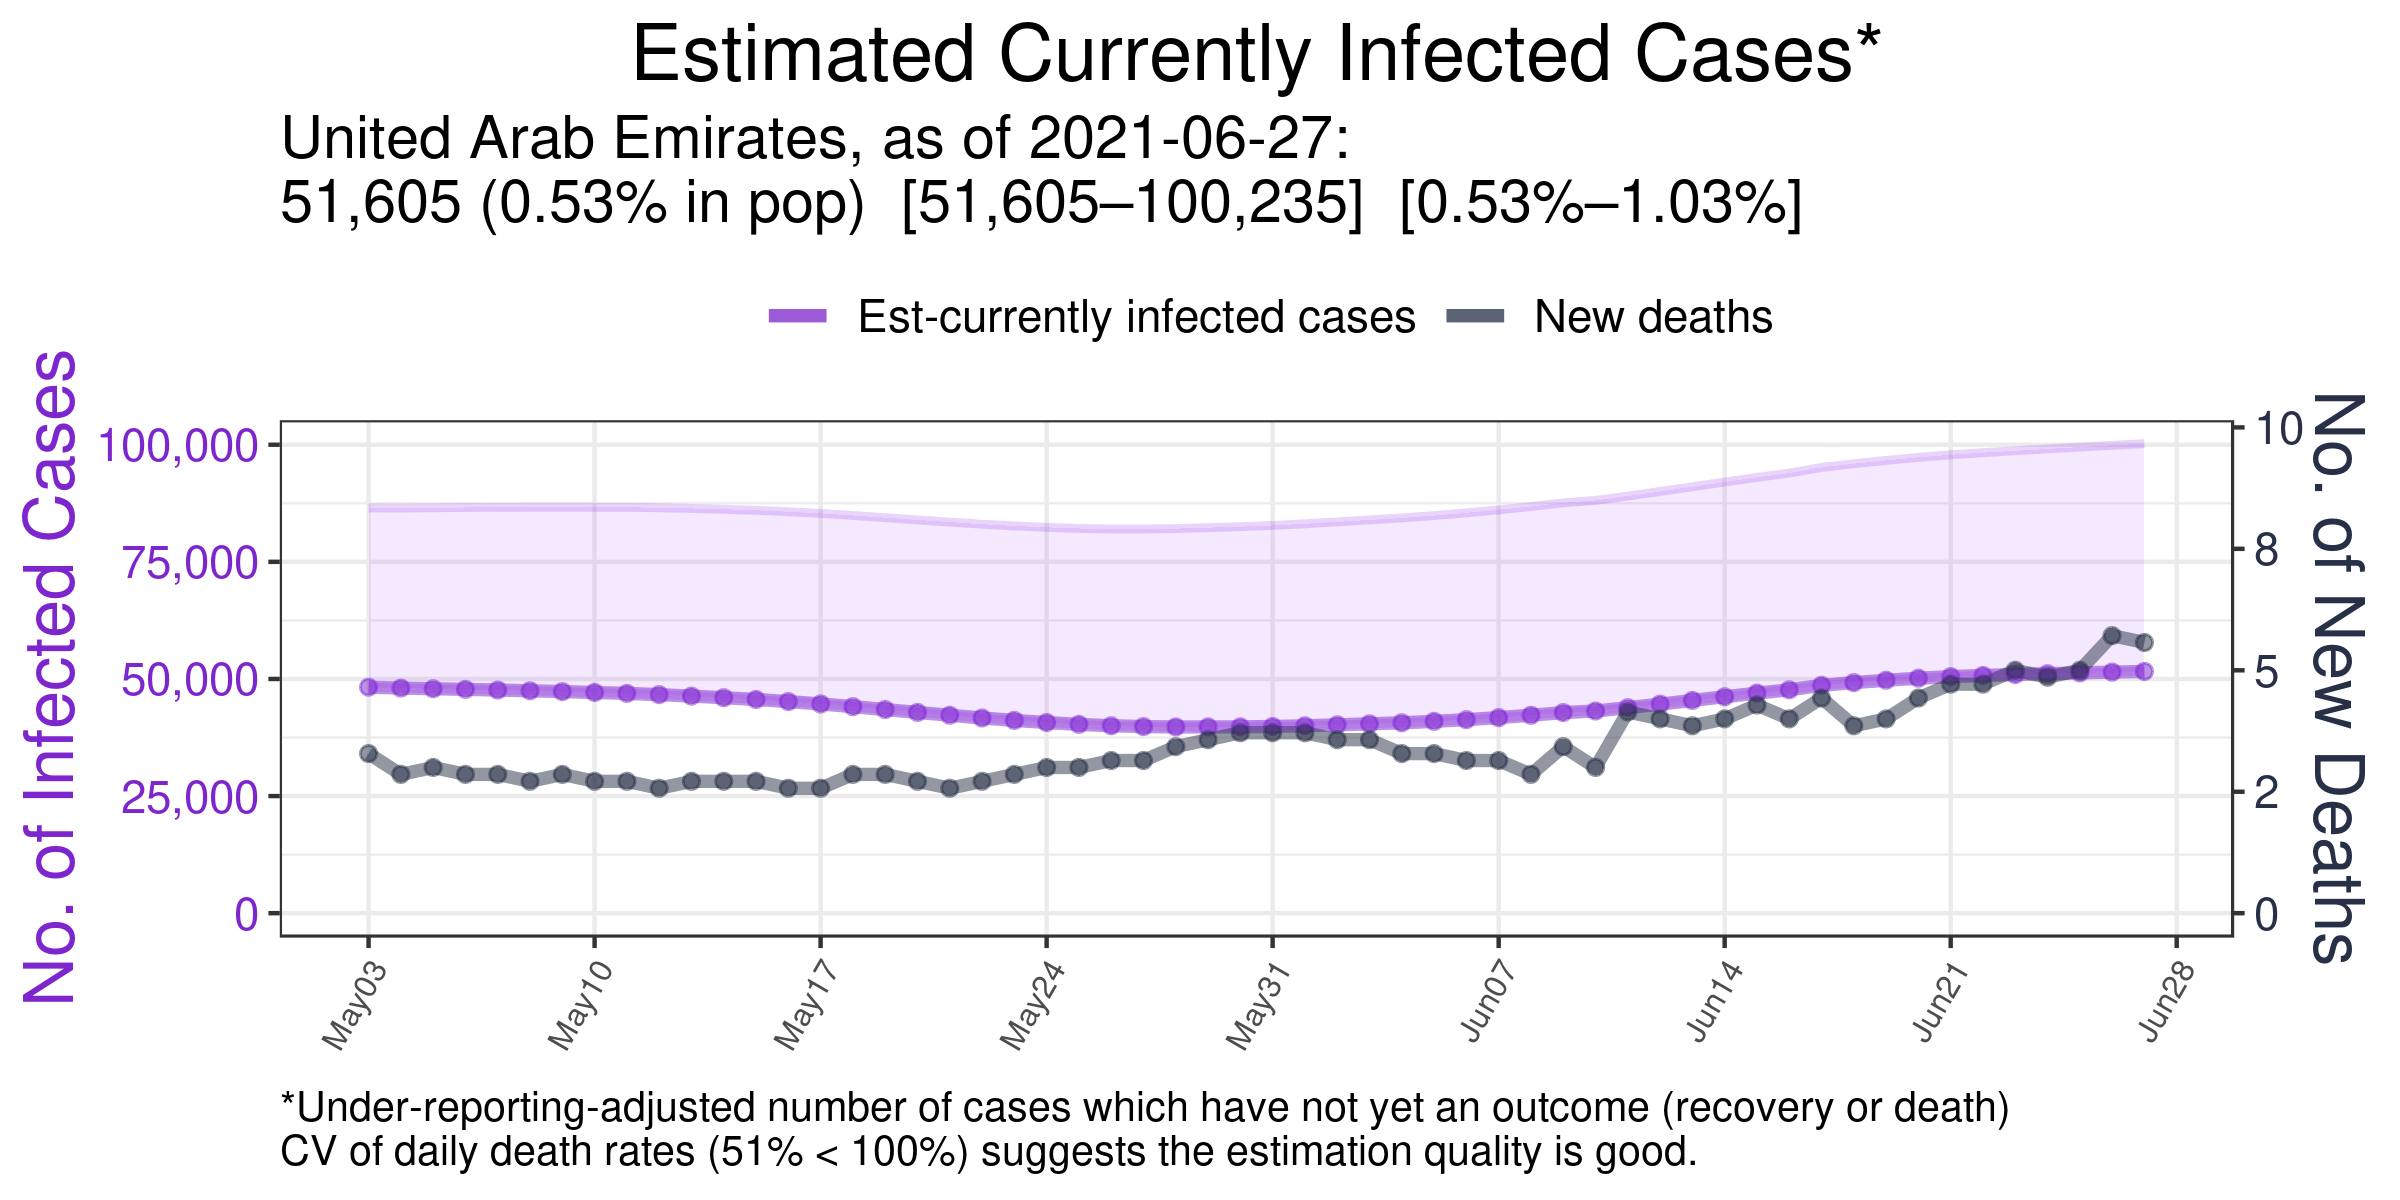 Estimated Currently Infected Cases*
United Arab Emirates, as of 2021-06-27:
51,605 (0.53% in pop)  [51,605–100,235]  [0.53%–1.03%]
Est-currently infected cases
New deaths
No. of Infected Cases
100,000
75,000
50,000
25,000
0
10
8
5
2
0
No. of New Deaths
May03
May10
May17
May24
May31
Jun07
Jun14
Jun21
Jun28
*Under-reporting-adjusted number of cases which have not yet an outcome (recovery or death)
CV of daily death rates (51% < 100%) suggests the estimation quality is good.